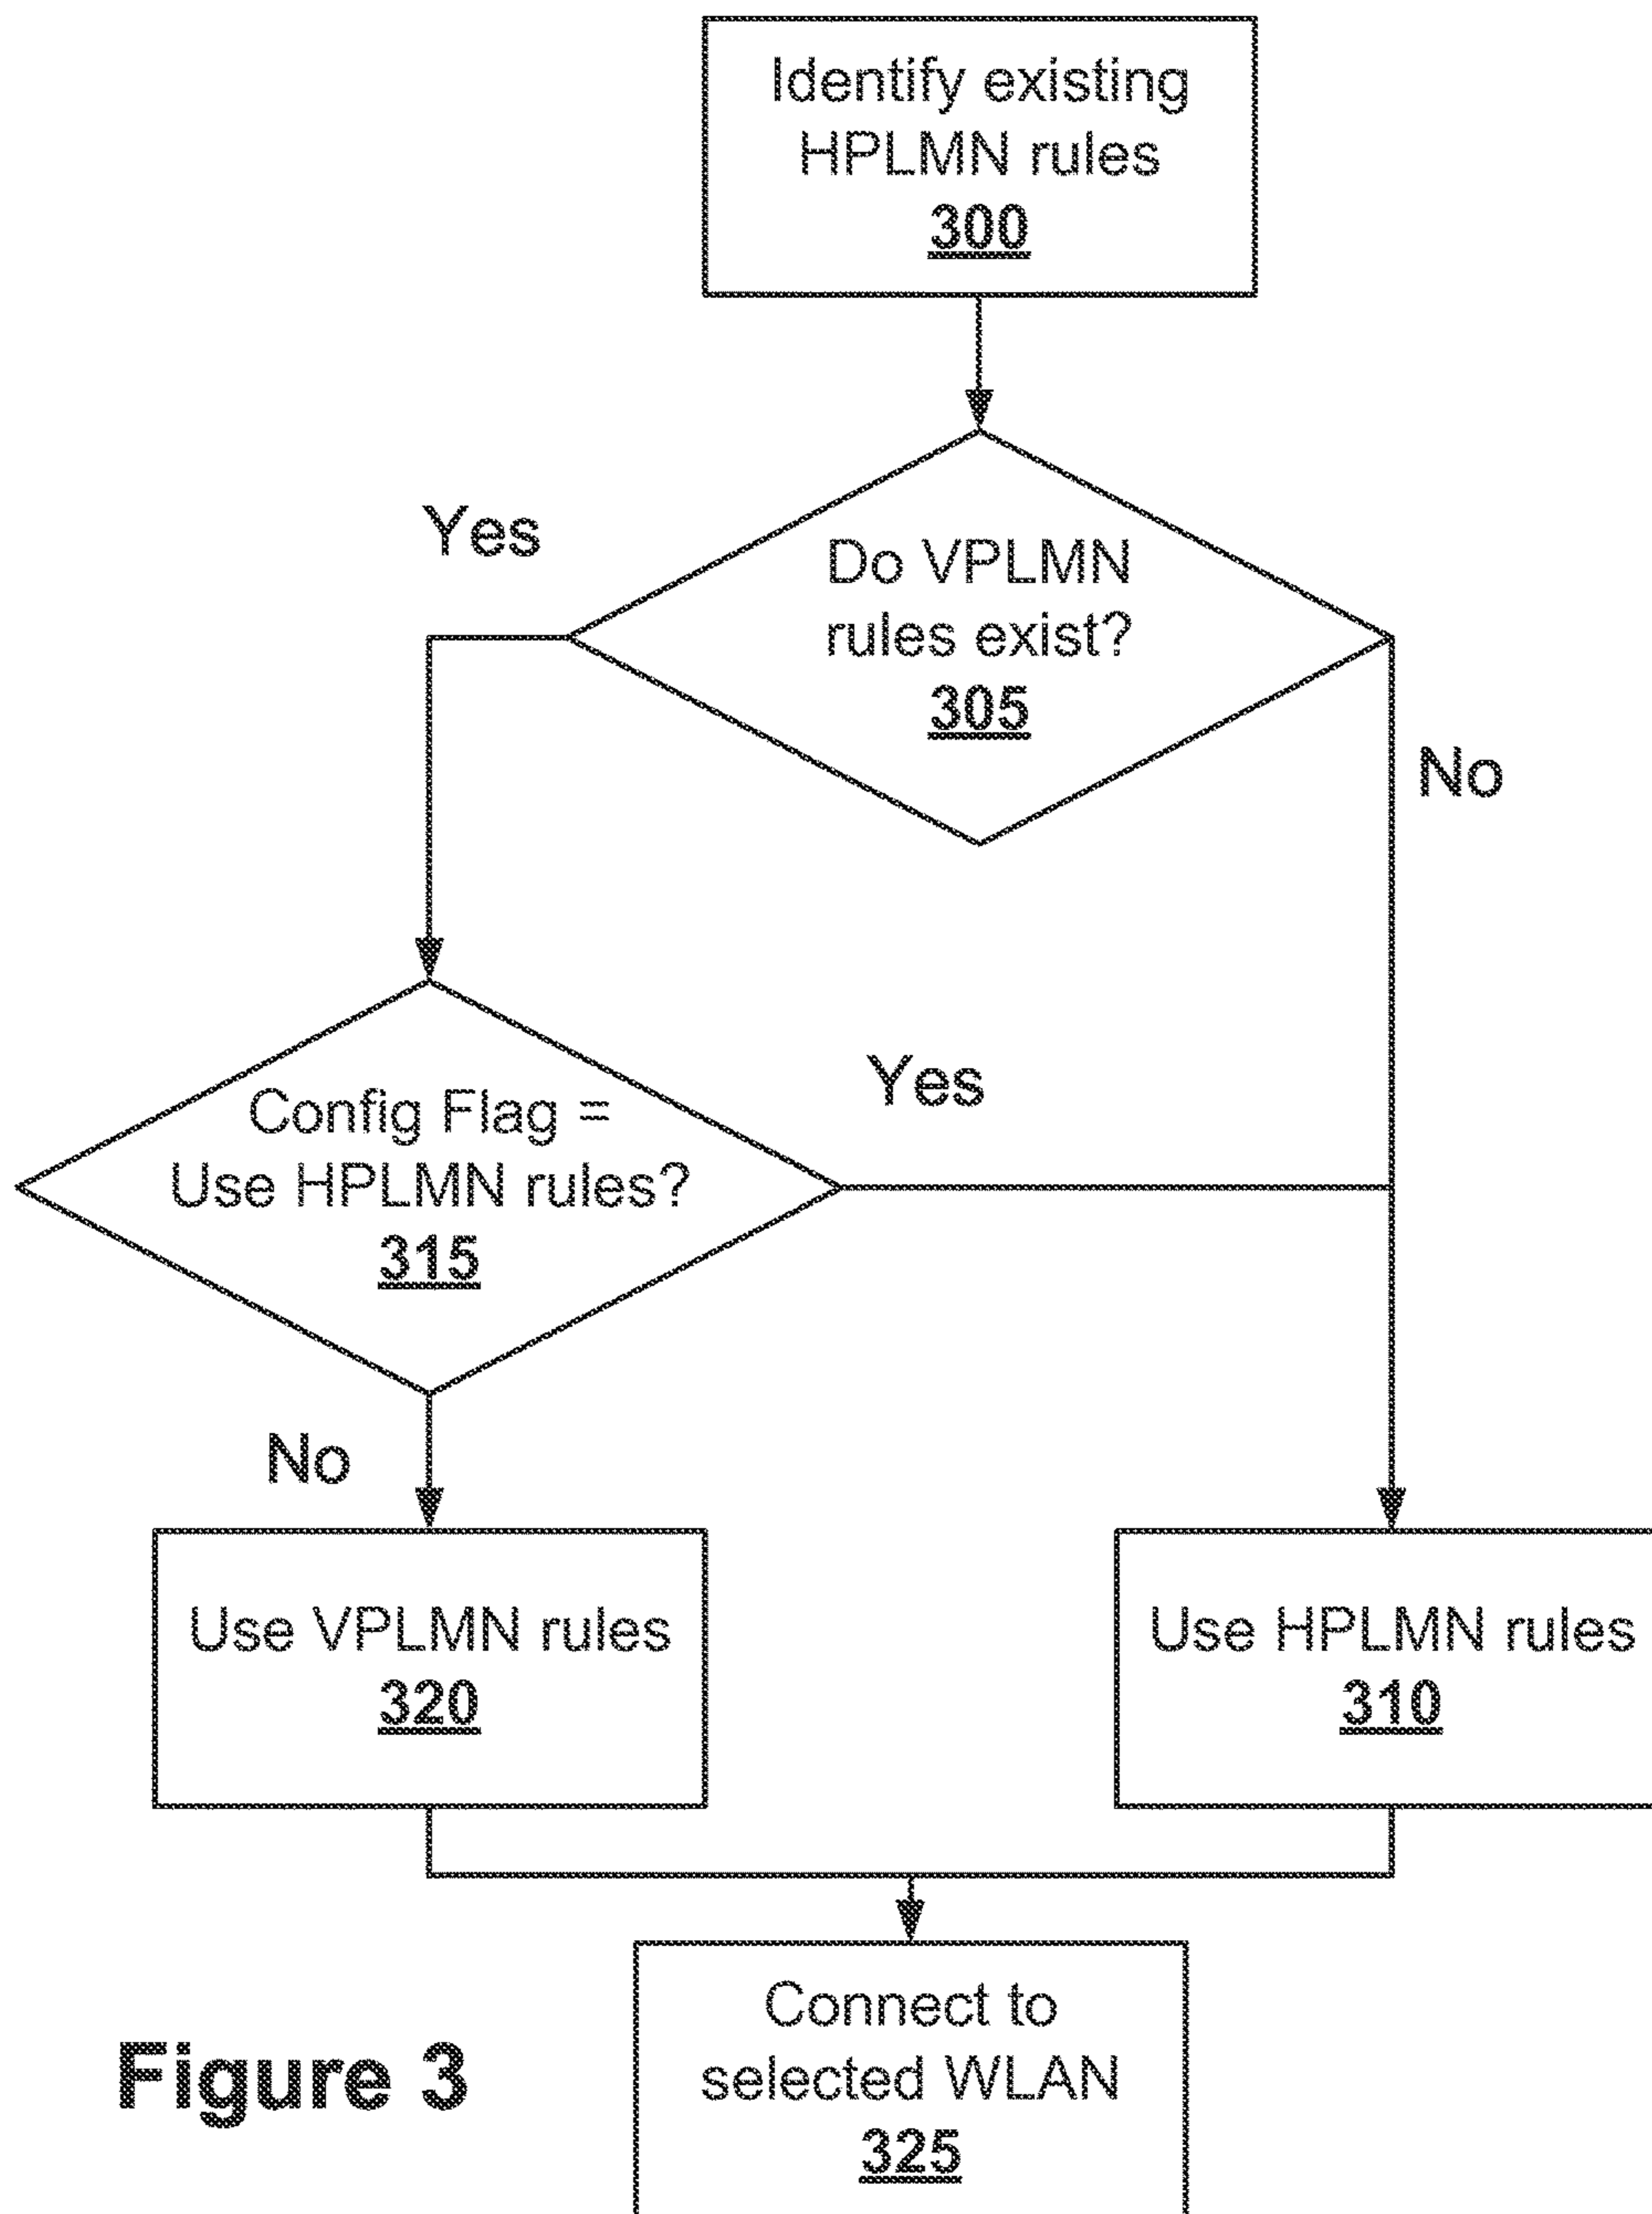 Identify existing
HPLMN rules
300
Yes
Do VPLMN
rules exist?
305
No
Config Flag =
Use HPLMN rules?
315
Yes
No
Use VPLMN rules
320
Use HPLMN rules
310
Connect to
selected WLAN
325
Figure 3